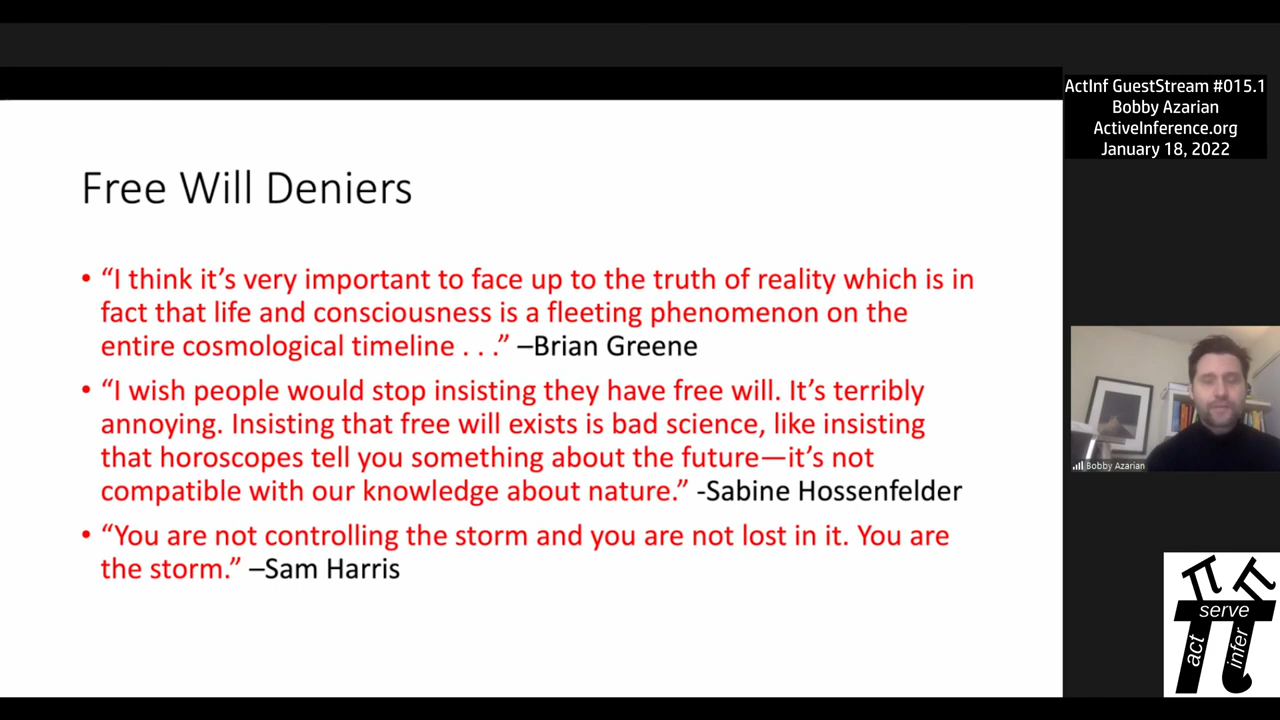 ActInf GuestStream #015.1
Bobby Azarian
ActiveInference.org
January 18, 2022
Free Will Deniers
• “I think it’s very important to face up to the truth of reality which is in
fact that life and consciousness is a fleeting phenomenon on the
entire cosmological timeline . . .” –Brian Greene
• “I wish people would stop insisting they have free will. It’s terribly
annoying. Insisting that free will exists is bad science, like insisting
that horoscopes tell you something about the future—it’s not
compatible with our knowledge about nature.” -Sabine Hossenfelder
• “You are not controlling the storm and you are not lost in it. You are
the storm.” –Sam Harris
Bobby Azarian
serve
act
infer